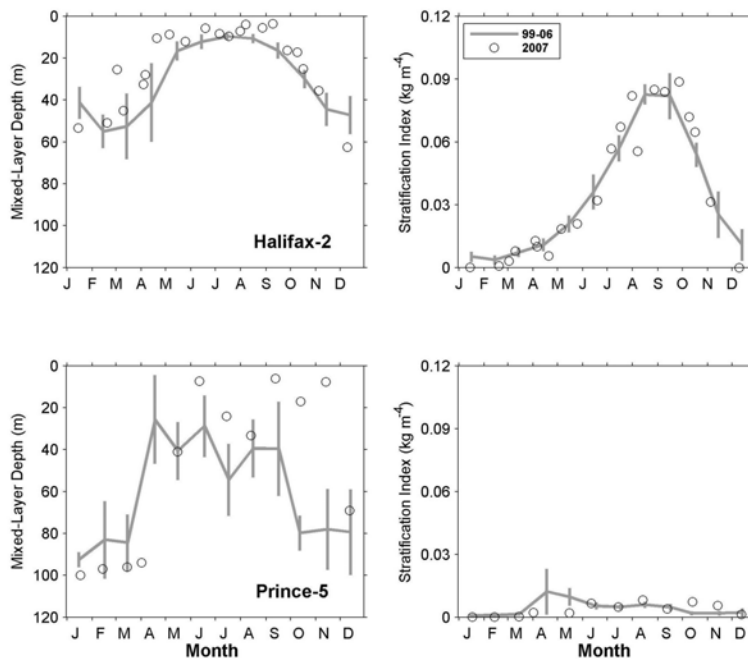 Mixed-Layer Depth (m)
0
20
40
60
80
100
120
J F M A M J J A S O N D
Halifax-2
Stratification Index (kg m-4)
0.12
0.09
0.06
0.03
0
J F M A M J J A S O N D
99-06
2007
Mixed-Layer Depth (m)
0
20
40
60
80
100
120
J F M A M J J A S O N D
Month
Prince-5
Stratification Index (kg m-4)
0.12
0.09
0.06
0.03
0
J F M A M J J A S O N D
Month